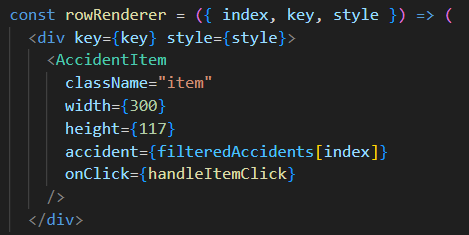 const rowRenderer = ({ index, key, style }) => (
  <div key={key} style={style}>
    <AccidentItem
      className="item"
      width={300}
      height={117}
      accident={filteredAccidents[index]}
      onClick={handleItemClick}
    />
  </div>